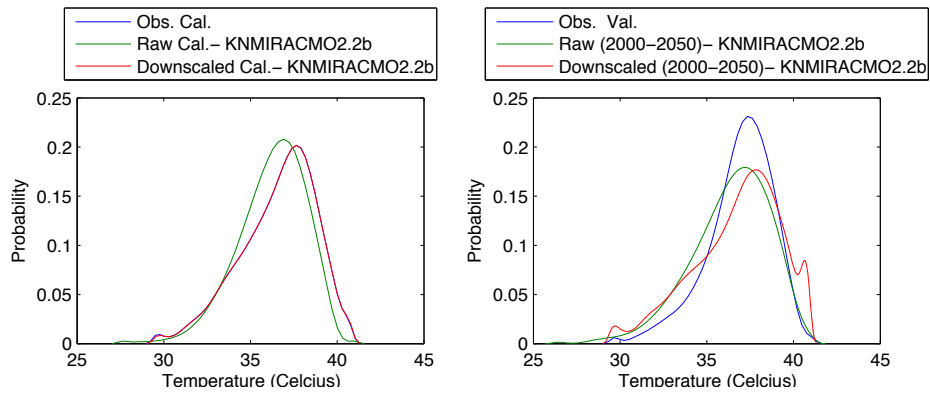 Obs. Cal.
Raw Cal.− KNMIRACMO2.2b
Downscaled Cal.− KNMIRACMO2.2b
0.25
0.2
0.15
0.1
0.05
0
Probability
25
30
35
40
45
Temperature (Celcius)
Obs. Val.
Raw (2000−2050)− KNMIRACMO2.2b
Downscaled (2000−2050)− KNMIRACMO2.2b
0.25
0.2
0.15
0.1
0.05
0
Probability
25
30
35
40
45
Temperature (Celcius)